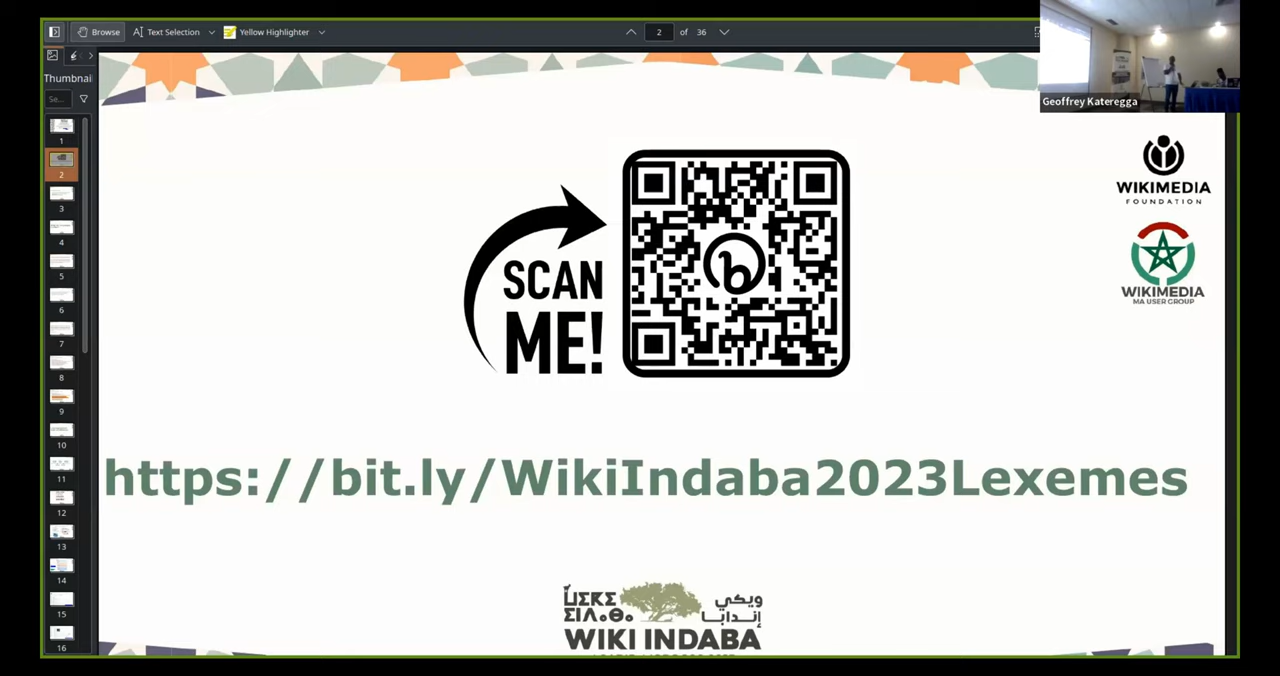 Browse Text Selection Yellow Highlighter 2 of 36
Thumbnai
Se...
1
2
3
4
5
6
7
8
9
10
11
12
13
14
15
16
Geoffrey Kateregga
WIKIMEDIA
FOUNDATION
WIKIMEDIA
MA USER GROUP
SCAN
ME!
b
https://bit.ly/WikiIndaba2023Lexemes
ويكي
إندابا
WIKI INDABA